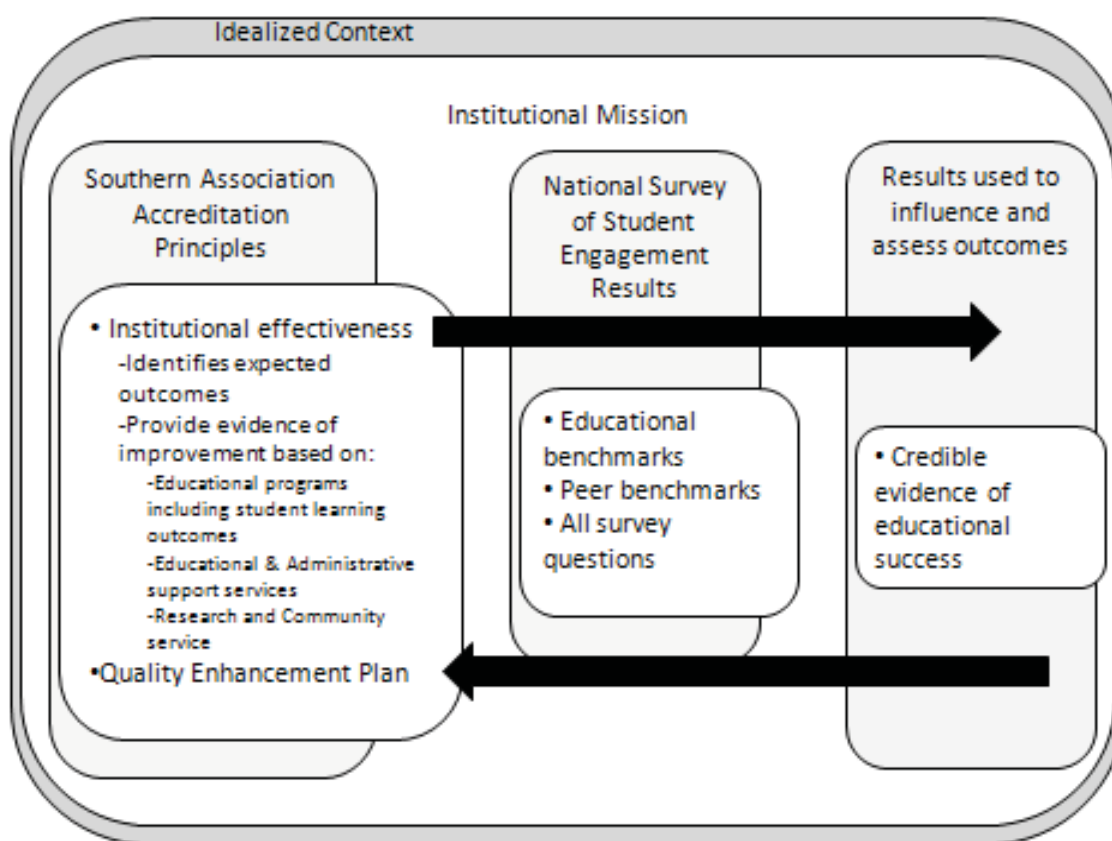 Idealized Context
Institutional Mission
Southern Association
Accreditation
Principles
• Institutional effectiveness
-Identifies expected
outcomes
-Provide evidence of
improvement based on:
-Educational programs
including student learning
outcomes
-Educational & Administrative
support services
-Research and Community
service
•Quality Enhancement Plan
National Survey
of Student
Engagement
Results
• Educational
benchmarks
• Peer benchmarks
• All survey
questions
Results used to
influence and
assess outcomes
• Credible
evidence of
educational
success